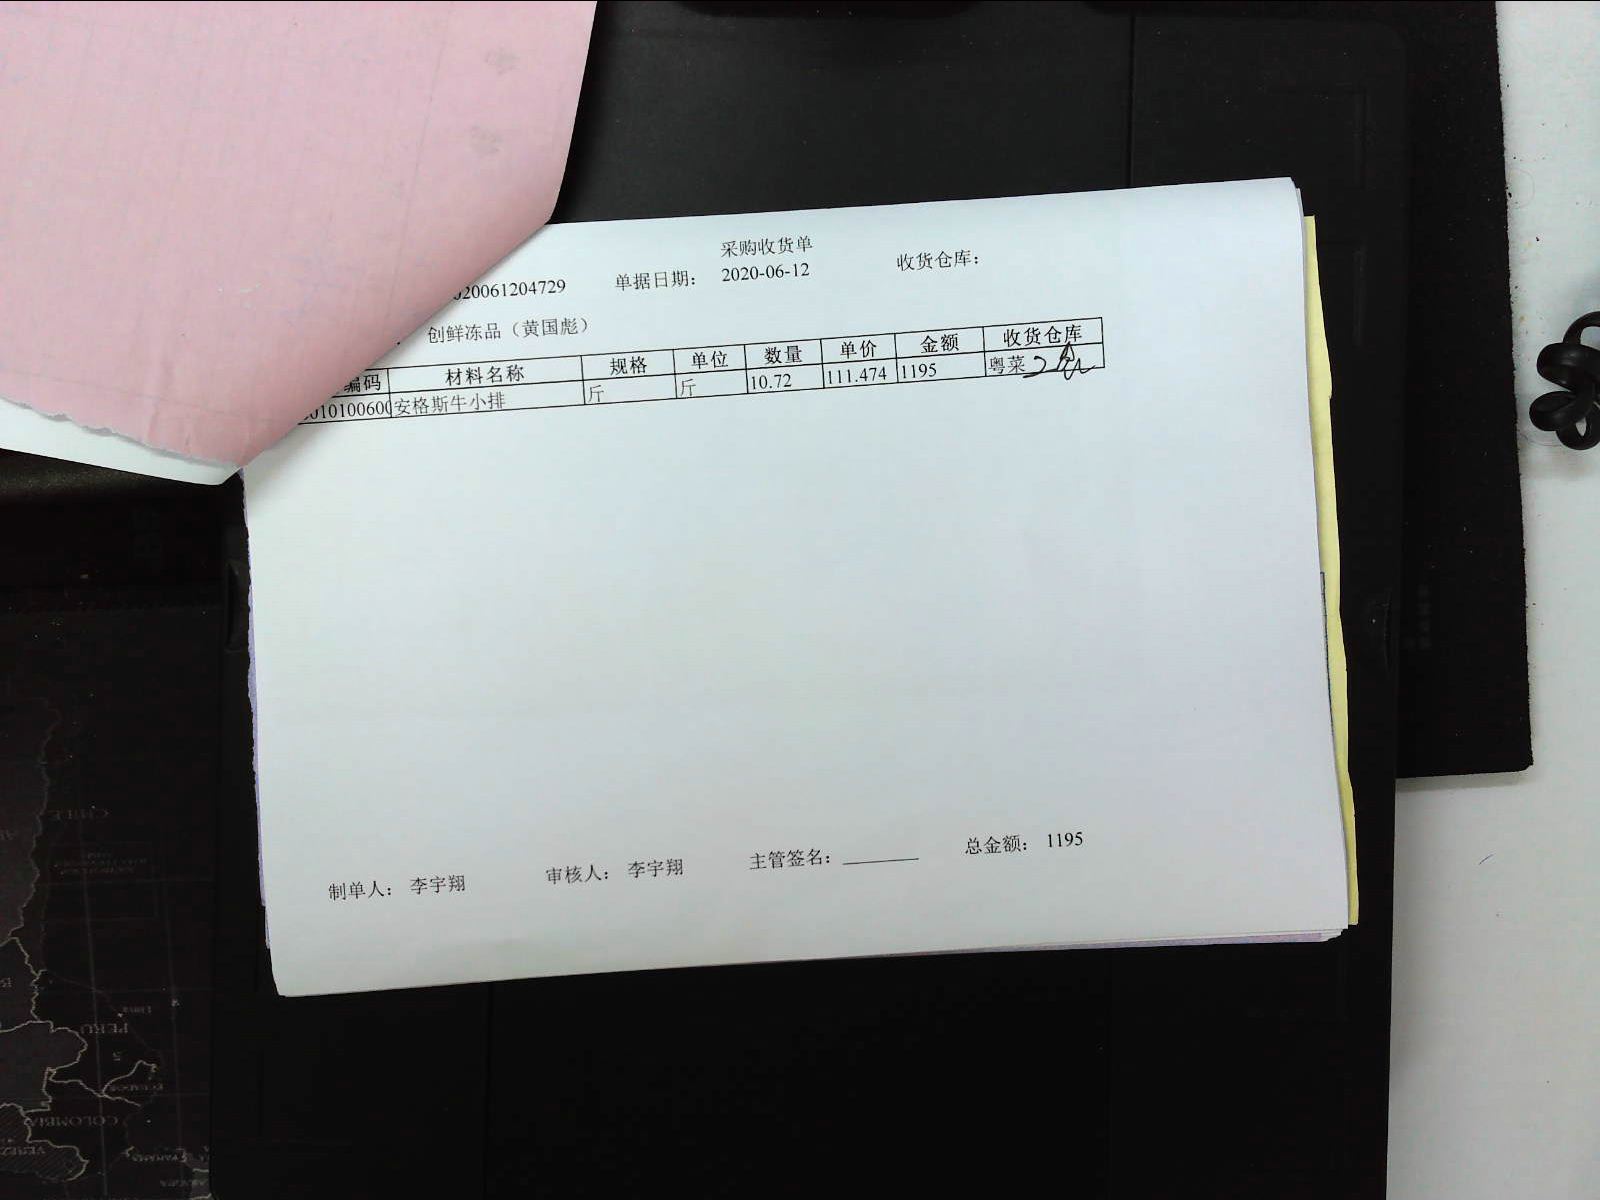 采购收货单
020061204729 单据日期： 2020-06-12 收货仓库：
创鲜冻品（黄国彪）
编码 材料名称 规格 单位 数量 单价 金额 收货仓库
010100600 安格斯牛小排 斤 斤 10.72 111.474 1195 粤菜
制单人： 李宇翔 审核人： 李宇翔 主管签名： 总金额： 1195
CHILE
PERU
COLOMBIA